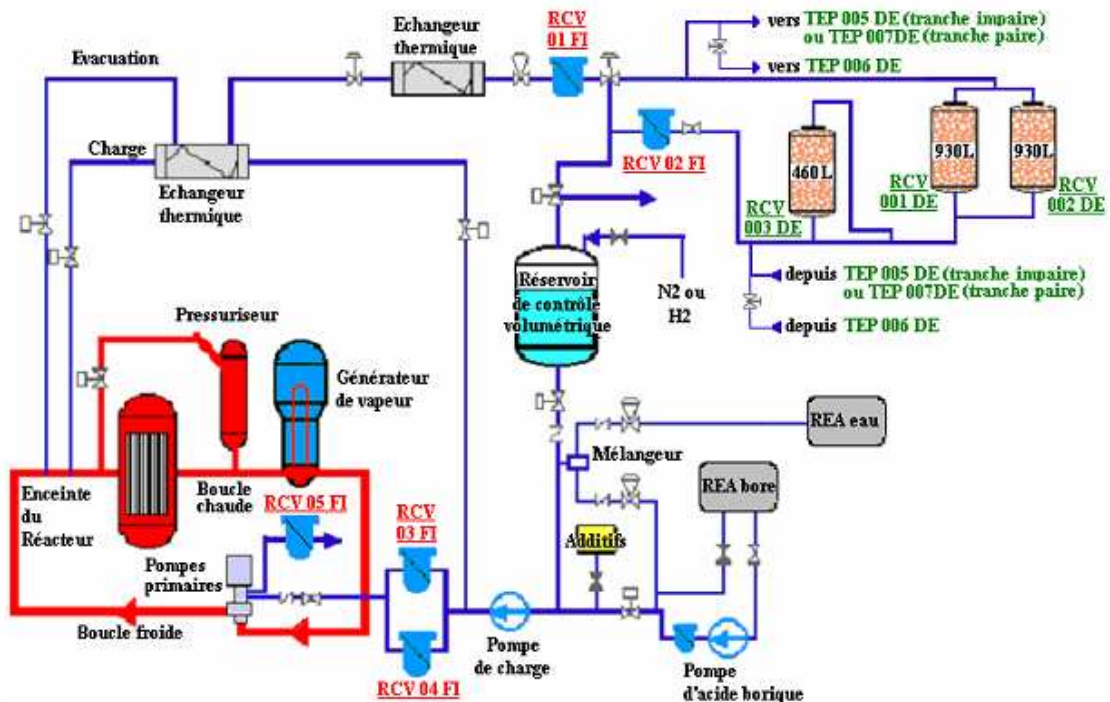 Echangeur
thermique
RCV
01 FI
vers TEP 005 DE (tranche impaire)
ou TEP 007DE (tranche paire)
vers TEP 006 DE
Evacuation
Charge
Echangeur
thermique
RCV 02 FI
460 L
930L
930L
RCV
003 DE
RCV
001 DE
RCV
002 DE
Réservoir
de contrôle
volumétrique
N2 ou
H2
depuis TEP 005 DE (tranche impaire)
ou TEP 007DE (tranche paire)
depuis TEP 006 DE
Pressuriseur
Générateur
de vapeur
REA eau
Mélangeur
REA bore
Enceinte
du
Réacteur
Boucle
chaude
RCV 05 FI
RCV
03 FI
Additifs
Pompes
primaires
Boucle froide
RCV 04 FI
Pompe
de charge
Pompe
d'acide borique